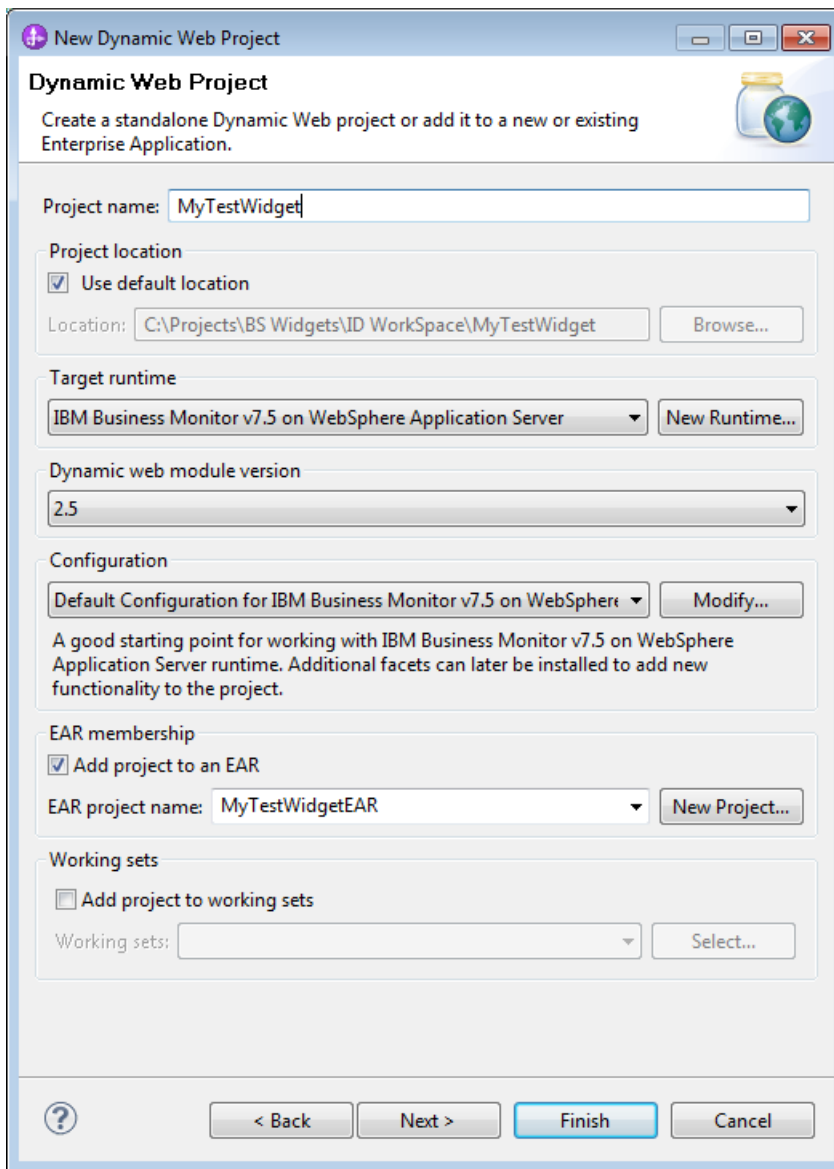 New Dynamic Web Project
Dynamic Web Project
Create a standalone Dynamic Web project or add it to a new or existing
Enterprise Application.
Project name: MyTestWidget
Project location
Use default location
Location: C:\Projects\BS Widgets\ID WorkSpace\MyTestWidget Browse...
Target runtime
IBM Business Monitor v7.5 on WebSphere Application Server New Runtime...
Dynamic web module version
2.5
Configuration
Default Configuration for IBM Business Monitor v7.5 on WebSphere Modify...
A good starting point for working with IBM Business Monitor v7.5 on WebSphere
Application Server runtime. Additional facets can later be installed to add new
functionality to the project.
EAR membership
Add project to an EAR
EAR project name: MyTestWidgetEAR New Project...
Working sets
Add project to working sets
Working sets: Select...
? < Back Next > Finish Cancel